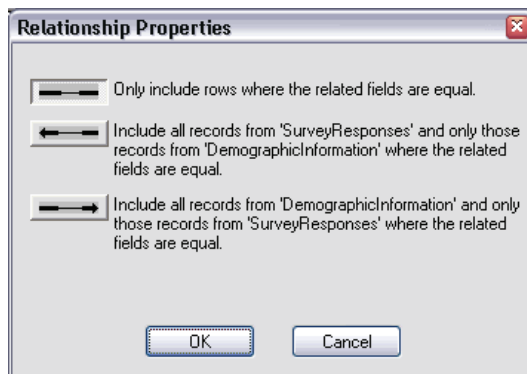 Relationship Properties
Only include rows where the related fields are equal.
Include all records from 'SurveyResponses' and only those
records from 'DemographicInformation' where the related
fields are equal.
Include all records from 'DemographicInformation' and only
those records from 'SurveyResponses' where the related
fields are equal.
OK
Cancel